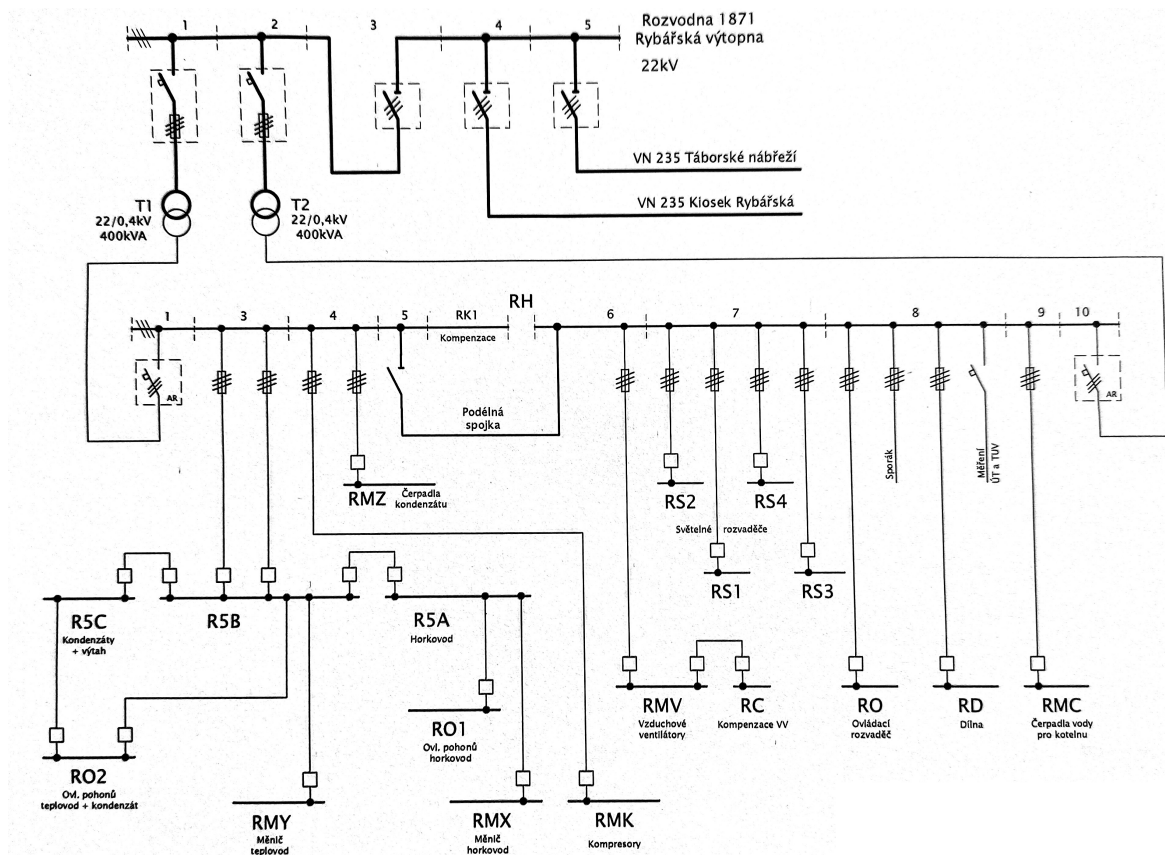 1
2
3
4
5
Rozvodna 1871
Rybářská výtopna
22kV
VN 235 Táborské nábřeží
VN 235 Kiosek Rybářská
T1
22/0,4kV
400kVA
T2
22/0,4kV
400kVA
RH
1
3
4
5
RK1
Kompenzace
6
7
8
9
10
AR
AR
Podélná
spojka
Sporák
Měření
ÚT a TUV
RMZ
Čerpadla
kondenzátu
RS2
RS4
Světelné rozvaděče
RS1
RS3
R5C
Kondenzáty
+ výtah
R5B
R5A
Horkovod
RO1
Ovl. pohonů
horkovod
RMV
Vzduchové
ventilátory
RC
Kompenzace VV
RO
Ovládací
rozvaděč
RD
Dílna
RMC
Čerpadla vody
pro kotelnu
RO2
Ovl. pohonů
teplovod + kondenzát
RMY
Měnič
teplovod
RMX
Měnič
horkovod
RMK
Kompresory